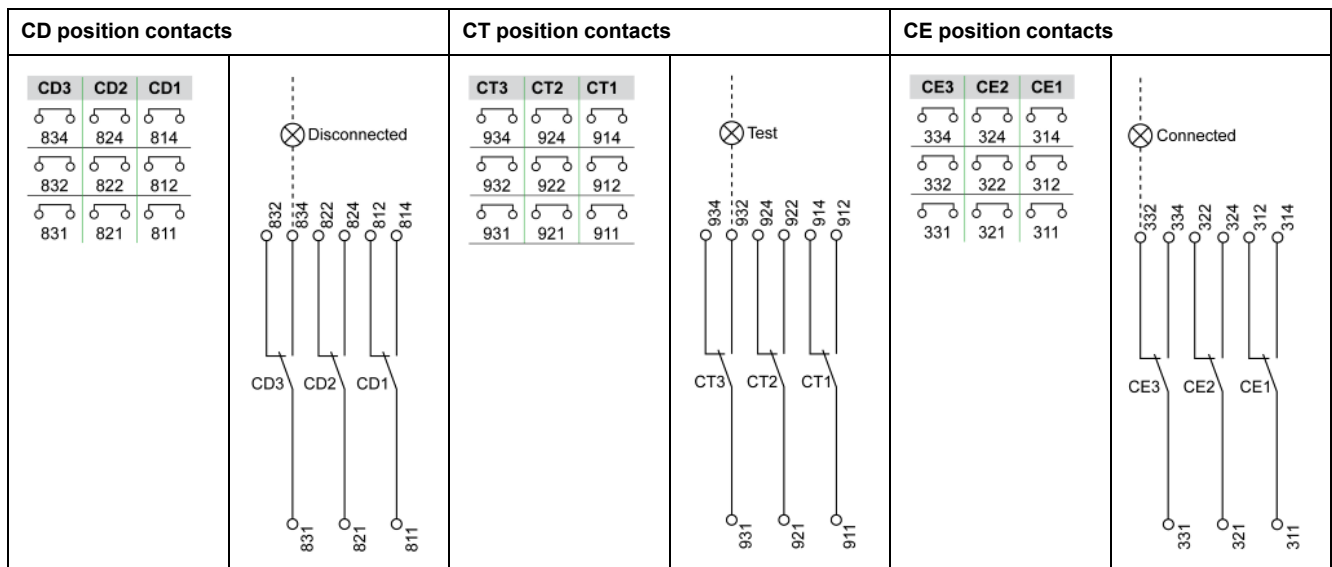 CD position contacts
CT position contacts
CE position contacts
CD3 CD2 CD1
834 824 814
832 822 812
831 821 811
Disconnected
832 834 822 824 812 814
CD3 CD2 CD1
831 821 811
CT3 CT2 CT1
934 924 914
932 922 912
931 921 911
Test
934 932 924 922 914 912
CT3 CT2 CT1
931 921 911
CE3 CE2 CE1
334 324 314
332 322 312
331 321 311
Connected
332 334 322 324 312 314
CE3 CE2 CE1
331 321 311